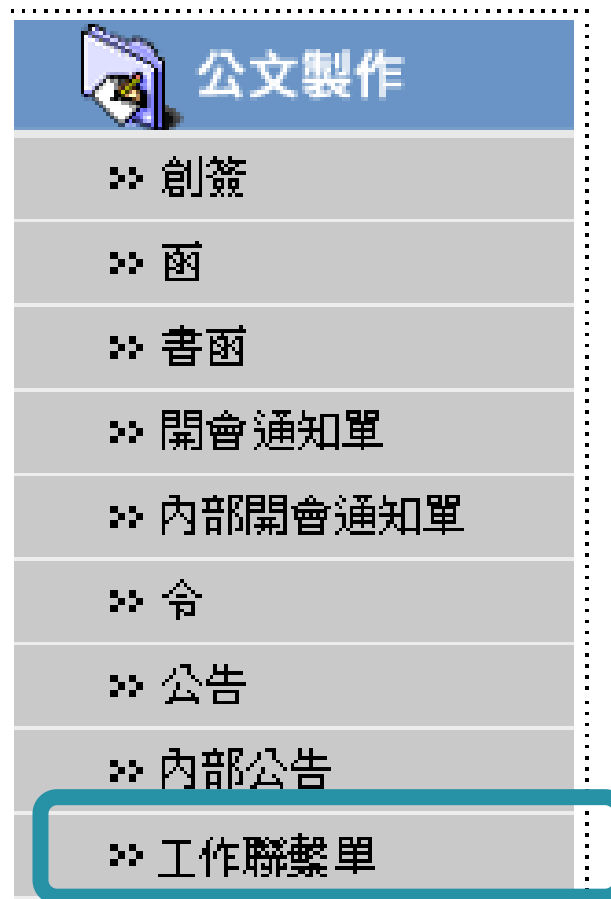 公文製作
>> 創簽
>> 函
>> 書函
>> 開會通知單
>> 內部開會通知單
>> 令
>> 公告
>> 內部公告
>> 工作聯繫單